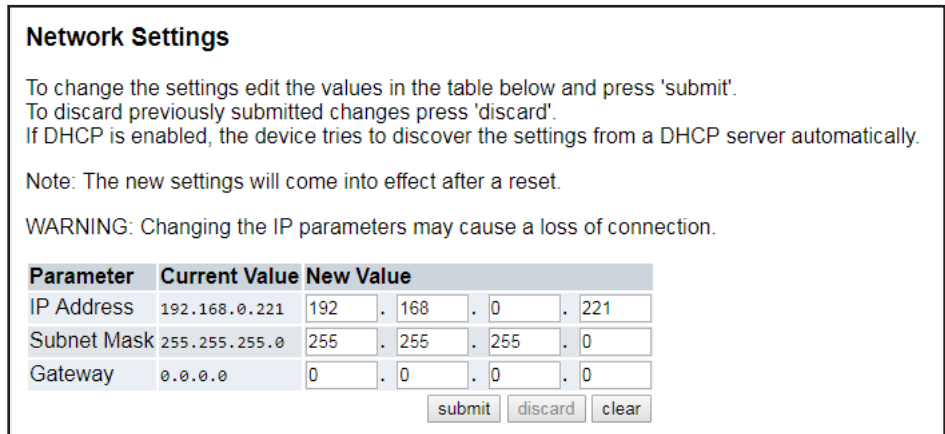 Network Settings
To change the settings edit the values in the table below and press 'submit'.
To discard previously submitted changes press 'discard'.
If DHCP is enabled, the device tries to discover the settings from a DHCP server automatically.
Note: The new settings will come into effect after a reset.
WARNING: Changing the IP parameters may cause a loss of connection.
Parameter Current Value New Value
IP Address 192.168.0.221 192 . 168 . 0 . 221
Subnet Mask 255.255.255.0 255 . 255 . 255 . 0
Gateway 0.0.0.0 0 . 0 . 0 . 0
submit discard clear